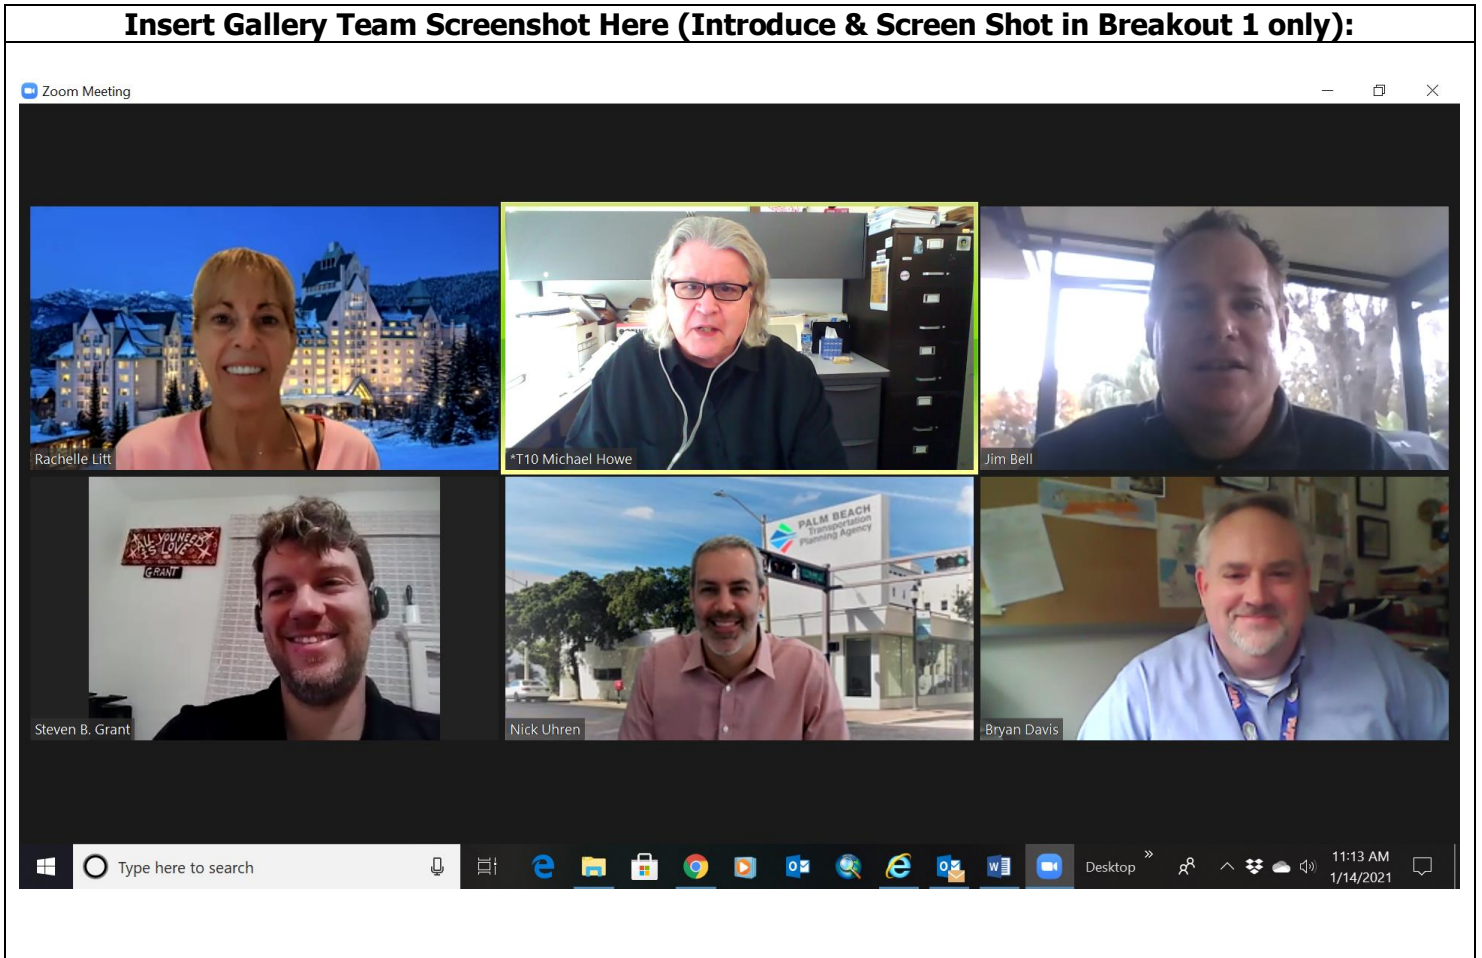 Insert Gallery Team Screenshot Here (Introduce & Screen Shot in Breakout 1 only):
Zoom Meeting
Rachelle Litt
*T10 Michael Howe
Jim Bell
ALL YOU NEED
IS LOVE
GRANT
PALM BEACH
Transportation
Planning Agency
Steven B. Grant
Nick Uhren
Bryan Davis
Type here to search
Desktop
11:13 AM
1/14/2021